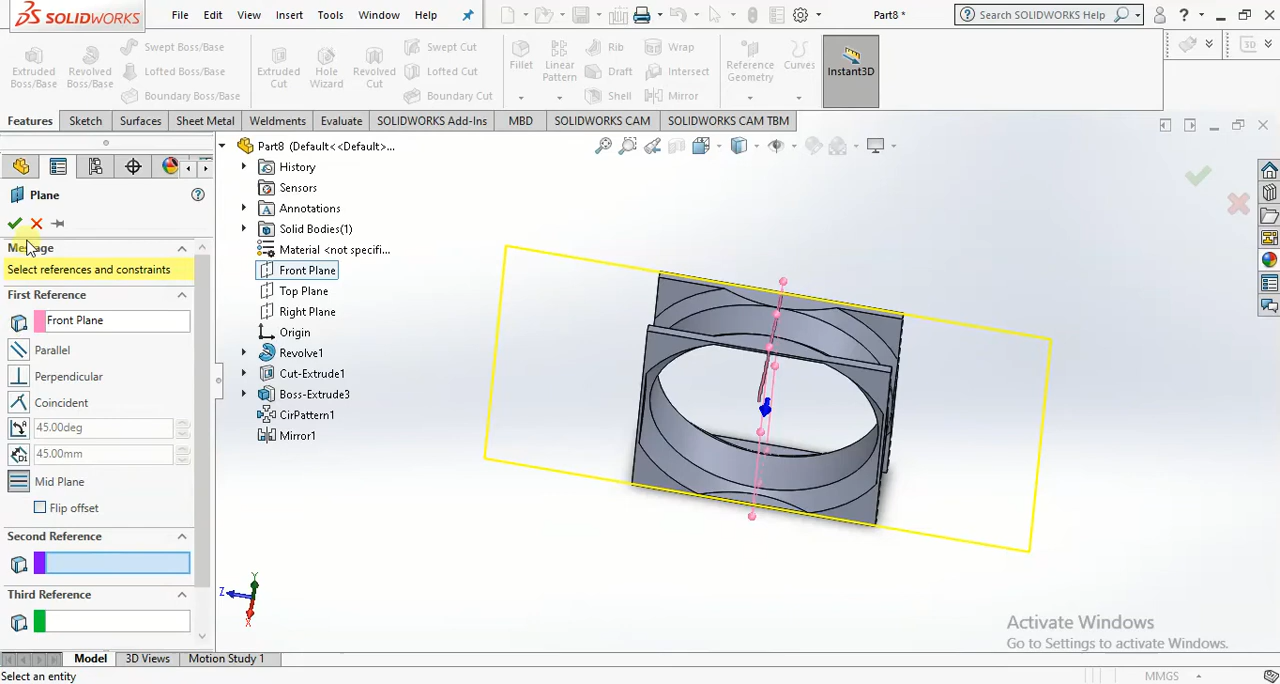 SOLIDWORKS File Edit View Insert Tools Window Help Part8 * Search SOLIDWORKS Help ?
Extruded Boss/Base
Revolved Boss/Base
Swept Boss/Base
Lofted Boss/Base
Boundary Boss/Base
Extruded Cut
Hole Wizard
Revolved Cut
Swept Cut
Lofted Cut
Boundary Cut
Fillet
Linear Pattern
Rib
Draft
Shell
Wrap
Intersect
Mirror
Reference Geometry
Curves
Instant3D
3D
Features Sketch Surfaces Sheet Metal Weldments Evaluate SOLIDWORKS Add-Ins MBD SOLIDWORKS CAM SOLIDWORKS CAM TBM
Plane ?
Message
Select references and constraints
First Reference
Front Plane
Parallel
Perpendicular
Coincident
45.00deg
45.00mm
Mid Plane
Flip offset
Second Reference
Third Reference
Part8 (Default<<Default>...
History
Sensors
Annotations
Solid Bodies(1)
Material <not specifi...
Front Plane
Top Plane
Right Plane
Origin
Revolve1
Cut-Extrude1
Boss-Extrude3
CirPattern1
Mirror1
Y
Z
X
Activate Windows
Go to Settings to activate Windows.
Model 3D Views Motion Study 1
Select an entity MMGS